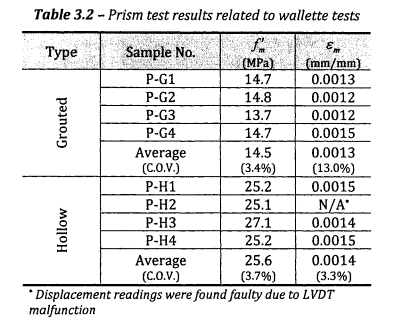 Table 3.2 – Prism test results related to wallette tests
Type Sample No. f'm (MPa) εm (mm/mm)
Grouted
P-G1 14.7 0.0013
P-G2 14.8 0.0012
P-G3 13.7 0.0012
P-G4 14.7 0.0015
Average (C.O.V.) 14.5 (3.4%) 0.0013 (13.0%)
Hollow
P-H1 25.2 0.0015
P-H2 25.1 N/A*
P-H3 27.1 0.0014
P-H4 25.2 0.0015
Average (C.O.V.) 25.6 (3.7%) 0.0014 (3.3%)
* Displacement readings were found faulty due to LVDT
malfunction